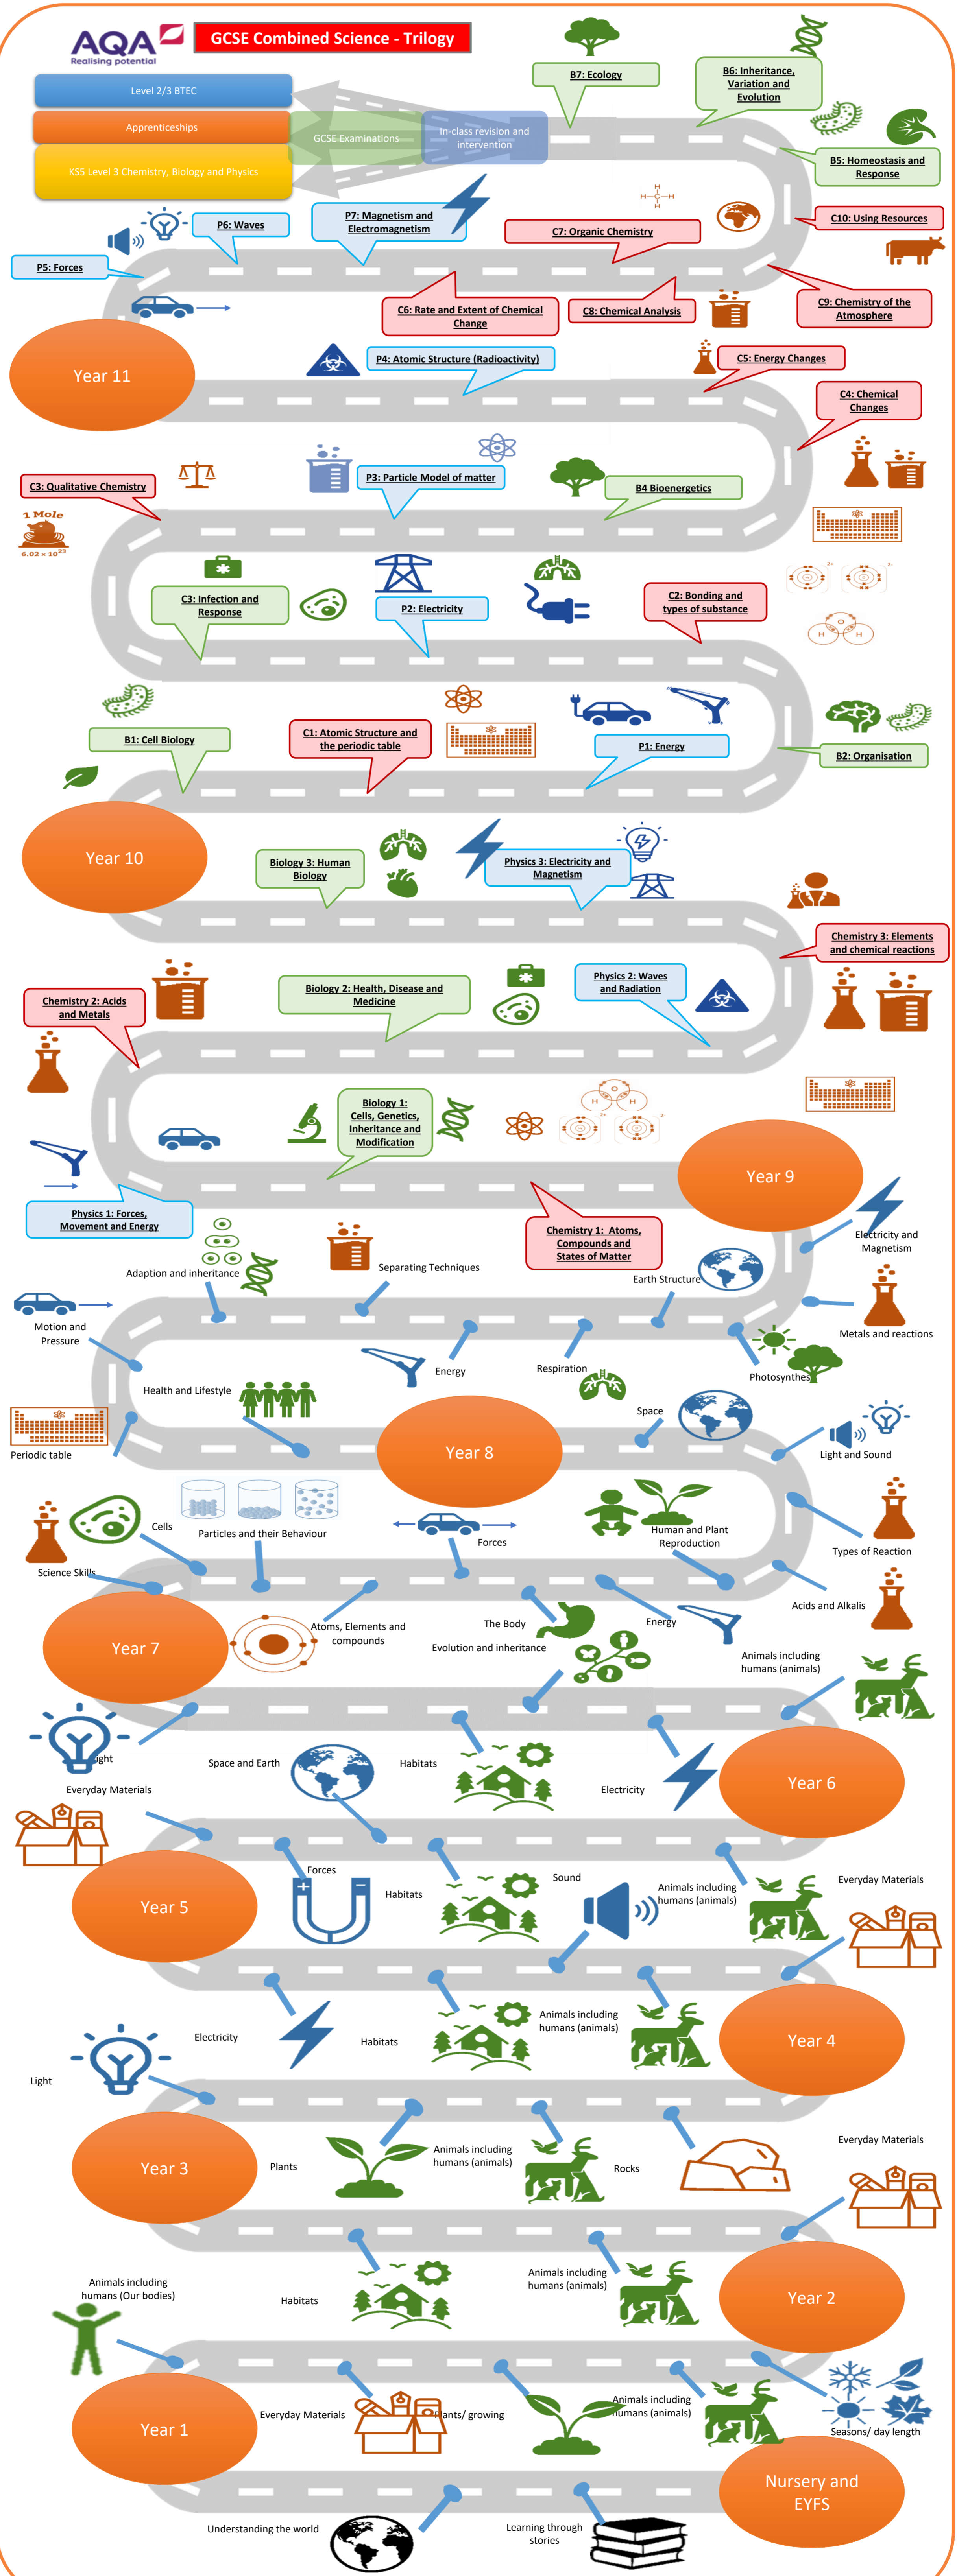 AQA
Realising potential
GCSE Combined Science - Trilogy
Level 2/3 BTEC
Apprenticeships
KS5 Level 3 Chemistry, Biology and Physics
GCSE Examinations
In-class revision and
intervention
B7: Ecology
B6: Inheritance,
Variation and
Evolution
B5: Homeostasis and
Response
C10: Using Resources
C7: Organic Chemistry
P7: Magnetism and
Electromagnetism
P6: Waves
P5: Forces
C6: Rate and Extent of Chemical
Change
C8: Chemical Analysis
C9: Chemistry of the
Atmosphere
Year 11
P4: Atomic Structure (Radioactivity)
C5: Energy Changes
C4: Chemical
Changes
C3: Qualitative Chemistry
1 Mole
6.02 x 10²³
P3: Particle Model of matter
B4 Bioenergetics
C3: Infection and
Response
P2: Electricity
C2: Bonding and
types of substance
2+
2-
O
H H
B1: Cell Biology
C1: Atomic Structure and
the periodic table
P1: Energy
B2: Organisation
Year 10
Biology 3: Human
Biology
Physics 3: Electricity and
Magnetism
Chemistry 3: Elements
and chemical reactions
Chemistry 2: Acids
and Metals
Biology 2: Health, Disease and
Medicine
Physics 2: Waves
and Radiation
Biology 1:
Cells, Genetics,
Inheritance and
Modification
O
H H
2+
2-
Year 9
Physics 1: Forces,
Movement and Energy
Chemistry 1: Atoms,
Compounds and
States of Matter
Electricity and
Magnetism
Adaption and inheritance
Separating Techniques
Earth Structure
Metals and reactions
Motion and
Pressure
Energy
Respiration
Photosynthes
Health and Lifestyle
Periodic table
Year 8
Space
Light and Sound
Cells
Particles and their Behaviour
Forces
Human and Plant
Reproduction
Types of Reaction
Science Skills
Acids and Alkalis
Year 7
Atoms, Elements and
compounds
The Body
Energy
Evolution and inheritance
Animals including
humans (animals)
ght
Space and Earth
Habitats
Electricity
Year 6
Everyday Materials
Year 5
Forces
Habitats
Sound
Animals including
humans (animals)
Everyday Materials
Electricity
Habitats
Animals including
humans (animals)
Year 4
Light
Year 3
Plants
Animals including
humans (animals)
Rocks
Everyday Materials
Animals including
humans (Our bodies)
Habitats
Animals including
humans (animals)
Year 2
Year 1
Everyday Materials
Plants/ growing
Animals including
humans (animals)
Seasons/ day length
Nursery and
EYFS
Understanding the world
Learning through
stories